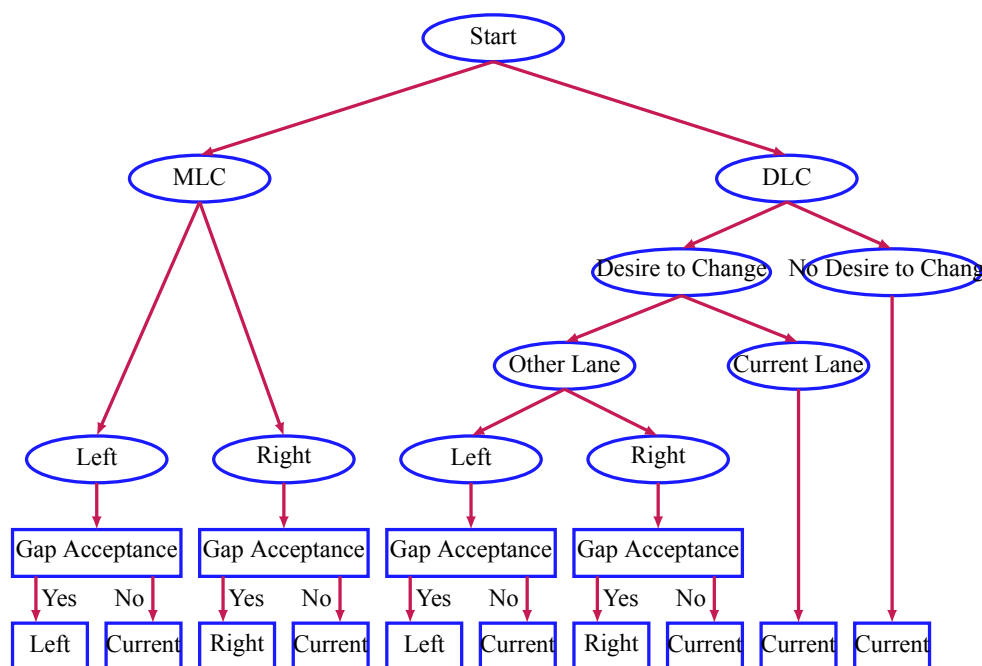 Start
MLC
DLC
Desire to Change
No Desire to Chang
Other Lane
Current Lane
Left
Right
Left
Right
Gap Acceptance
Gap Acceptance
Gap Acceptance
Gap Acceptance
Yes
No
Yes
No
Yes
No
Yes
No
Left
Current
Right
Current
Left
Current
Right
Current
Current
Current